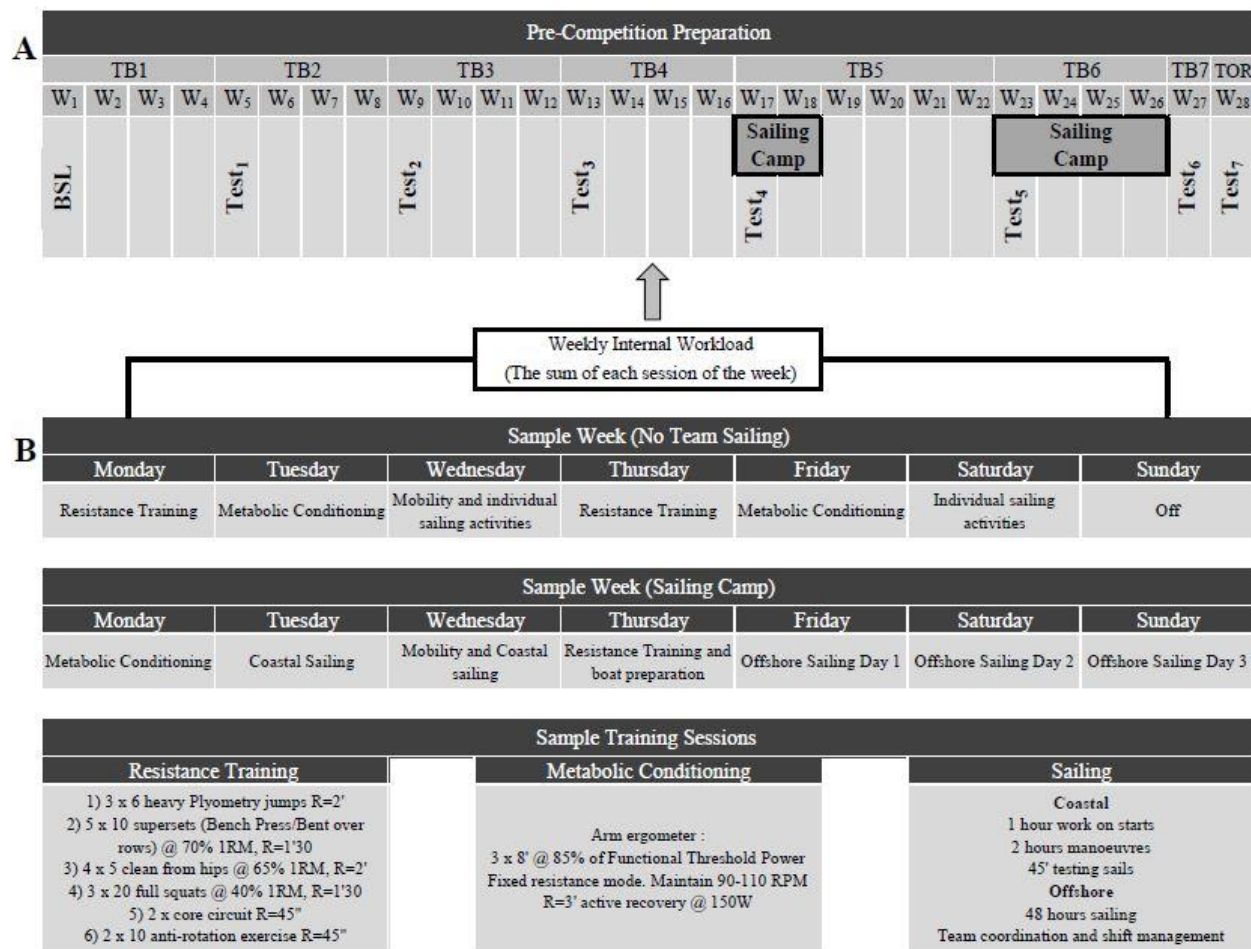 A
Pre-Competition Preparation
TB1 TB2 TB3 TB4 TB5 TB6 TB7 TOR
W1 W2 W3 W4 W5 W6 W7 W8 W9 W10 W11 W12 W13 W14 W15 W16 W17 W18 W19 W20 W21 W22 W23 W24 W25 W26 W27 W28
BSL
Test1
Test2
Test3
Sailing
Camp
Test4
Sailing
Camp
Test5
Test6
Test7
Weekly Internal Workload
(The sum of each session of the week)
B
Sample Week (No Team Sailing)
Monday Tuesday Wednesday Thursday Friday Saturday Sunday
Resistance Training
Metabolic Conditioning
Mobility and individual
sailing activities
Resistance Training
Metabolic Conditioning
Individual sailing
activities
Off
Sample Week (Sailing Camp)
Monday Tuesday Wednesday Thursday Friday Saturday Sunday
Metabolic Conditioning
Coastal Sailing
Mobility and Coastal
sailing
Resistance Training and
boat preparation
Offshore Sailing Day 1
Offshore Sailing Day 2
Offshore Sailing Day 3
Sample Training Sessions
Resistance Training
1) 3 x 6 heavy Plyometry jumps R=2'
2) 5 x 10 supersets (Bench Press/Bent over
rows) @ 70% 1RM, R=1'30
3) 4 x 5 clean from hips @ 65% 1RM, R=2'
4) 3 x 20 full squats @ 40% 1RM, R=1'30
5) 2 x core circuit R=45"
6) 2 x 10 anti-rotation exercise R=45"
Metabolic Conditioning
Arm ergometer :
3 x 8' @ 85% of Functional Threshold Power
Fixed resistance mode. Maintain 90-110 RPM
R=3' active recovery @ 150W
Sailing
Coastal
1 hour work on starts
2 hours manoeuvres
45' testing sails
Offshore
48 hours sailing
Team coordination and shift management